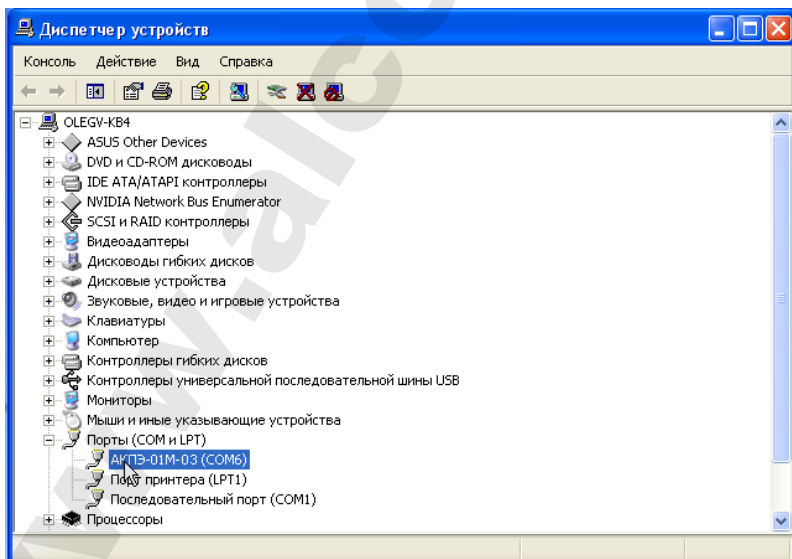 Диспетчер устройств
Консоль Действие Вид Справка
OLEGV-KB4
ASUS Other Devices
DVD и CD-ROM дисководы
IDE ATA/ATAPI контроллеры
NVIDIA Network Bus Enumerator
SCSI и RAID контроллеры
Видеоадаптеры
Дисководы гибких дисков
Дисковые устройства
Звуковые, видео и игровые устройства
Клавиатуры
Компьютер
Контроллеры гибких дисков
Контроллеры универсальной последовательной шины USB
Мониторы
Мыши и иные указывающие устройства
Порты (COM и LPT)
АКПЭ-01М-03 (COM6)
Порт принтера (LPT1)
Последовательный порт (COM1)
Процессоры
www.alco